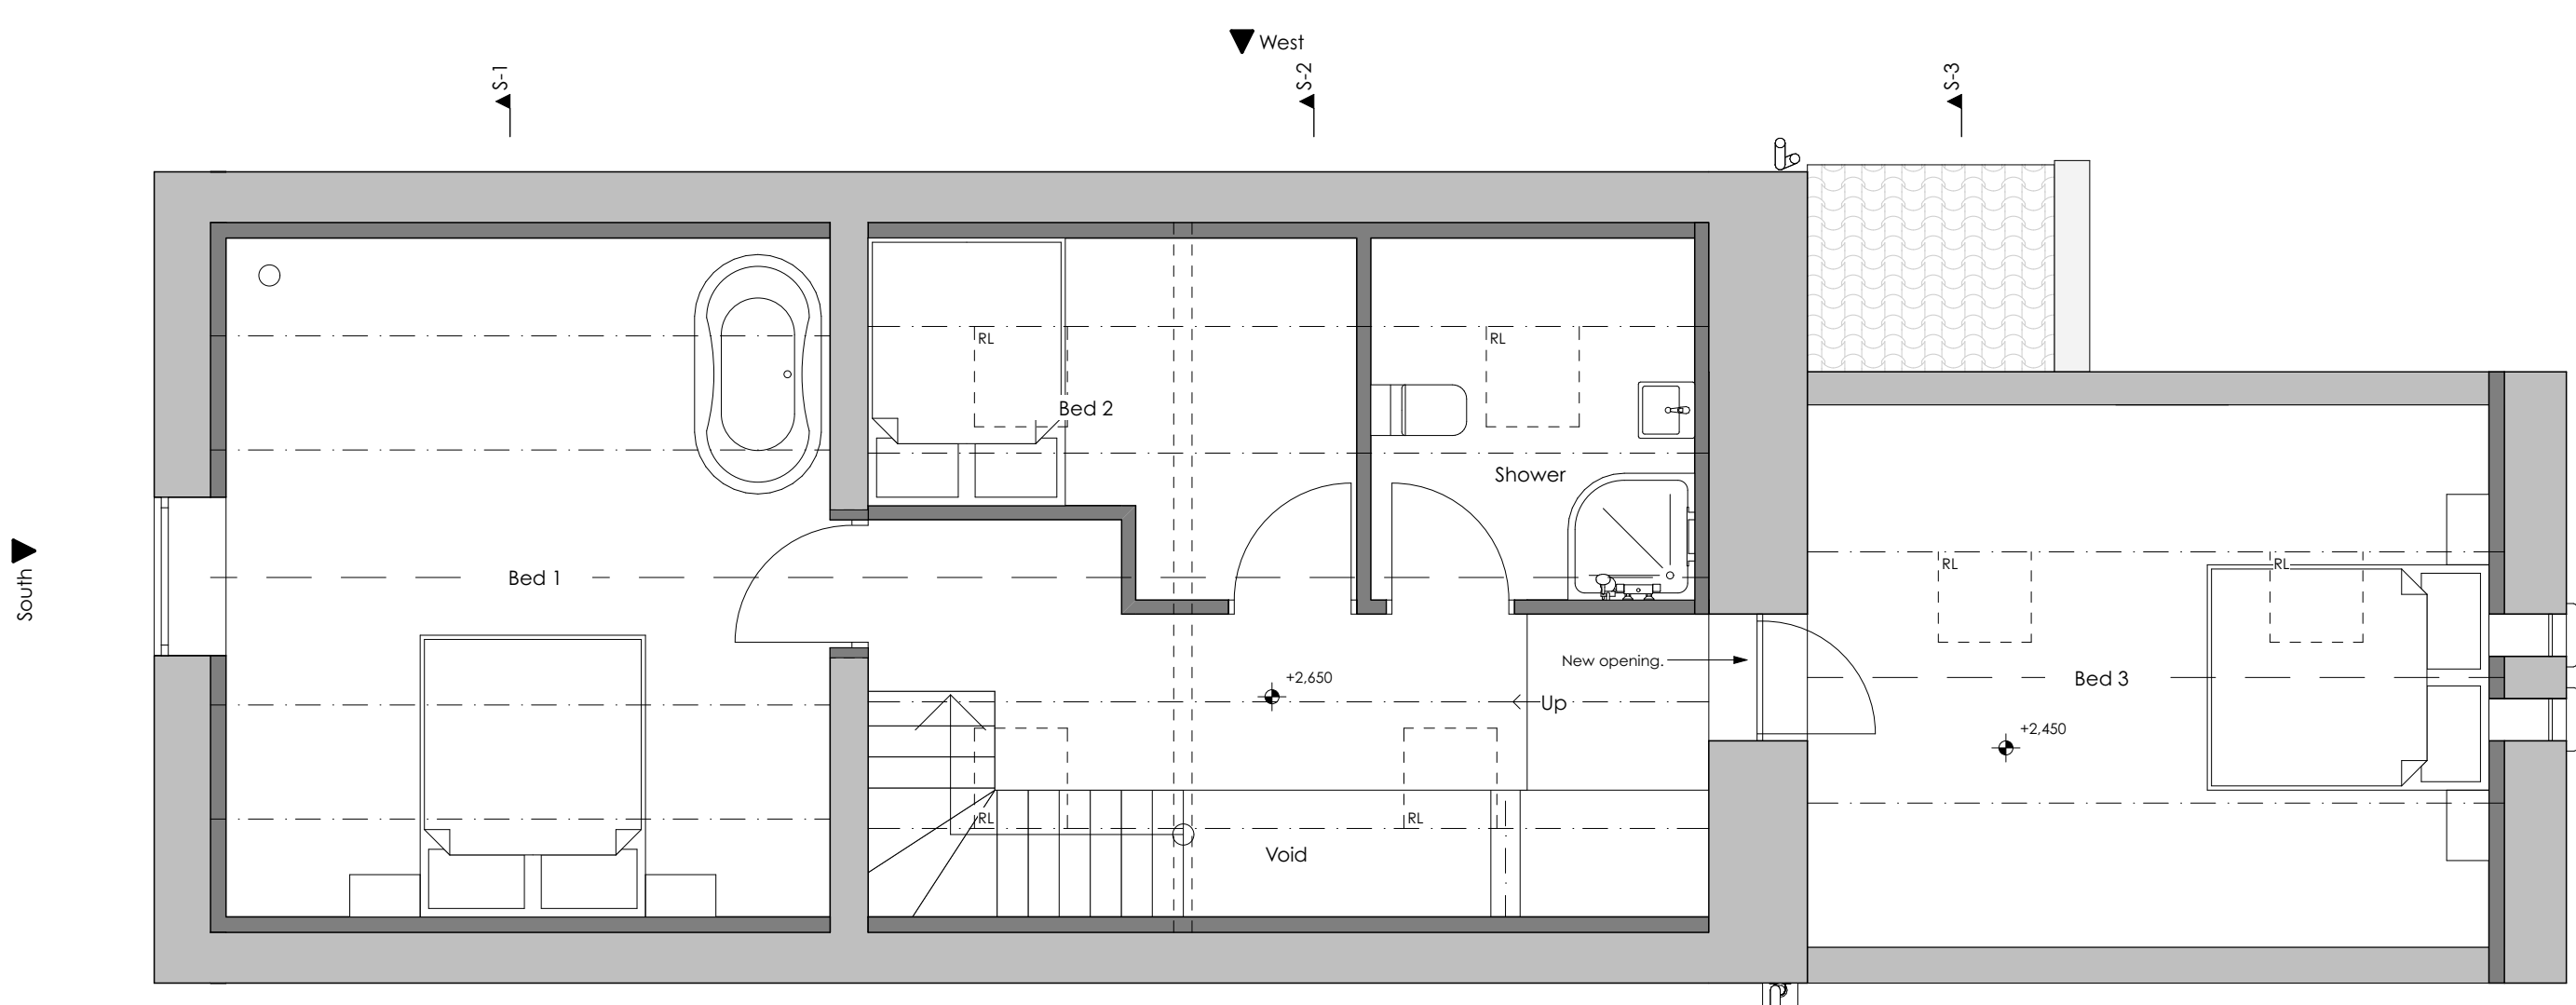 West
S-1
S-2
S-3
RL
RL
Bed 2
Shower
South
Bed 1
RL
RL
New opening.
+2,650
Up
Bed 3
+2,450
RL
RL
Void